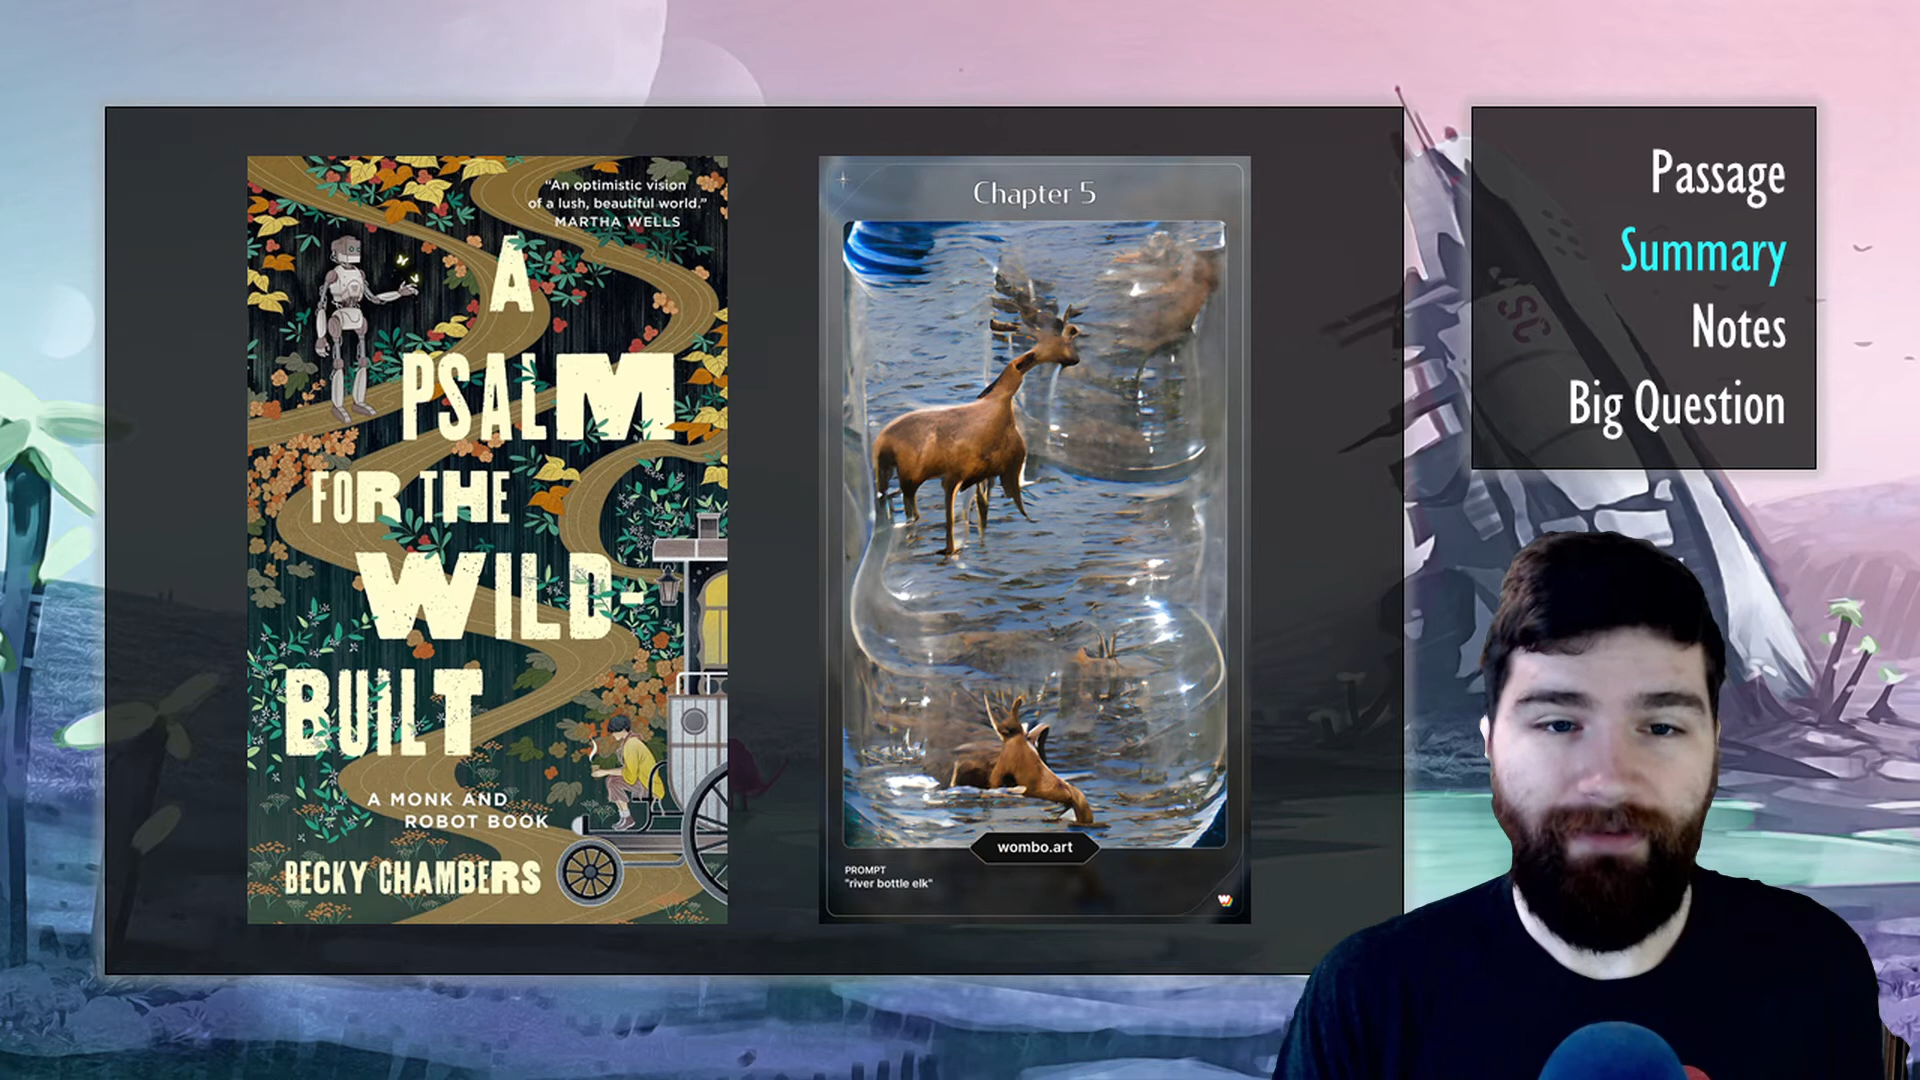 "An optimistic vision
of a lush, beautiful world."
MARTHA WELLS
A
PSALM
FOR THE
WILD-
BUILT
A MONK AND
ROBOT BOOK
BECKY CHAMBERS
Chapter 5
wombo.art
PROMPT
"river bottle elk"
W
Passage
Summary
Notes
Big Question
SC